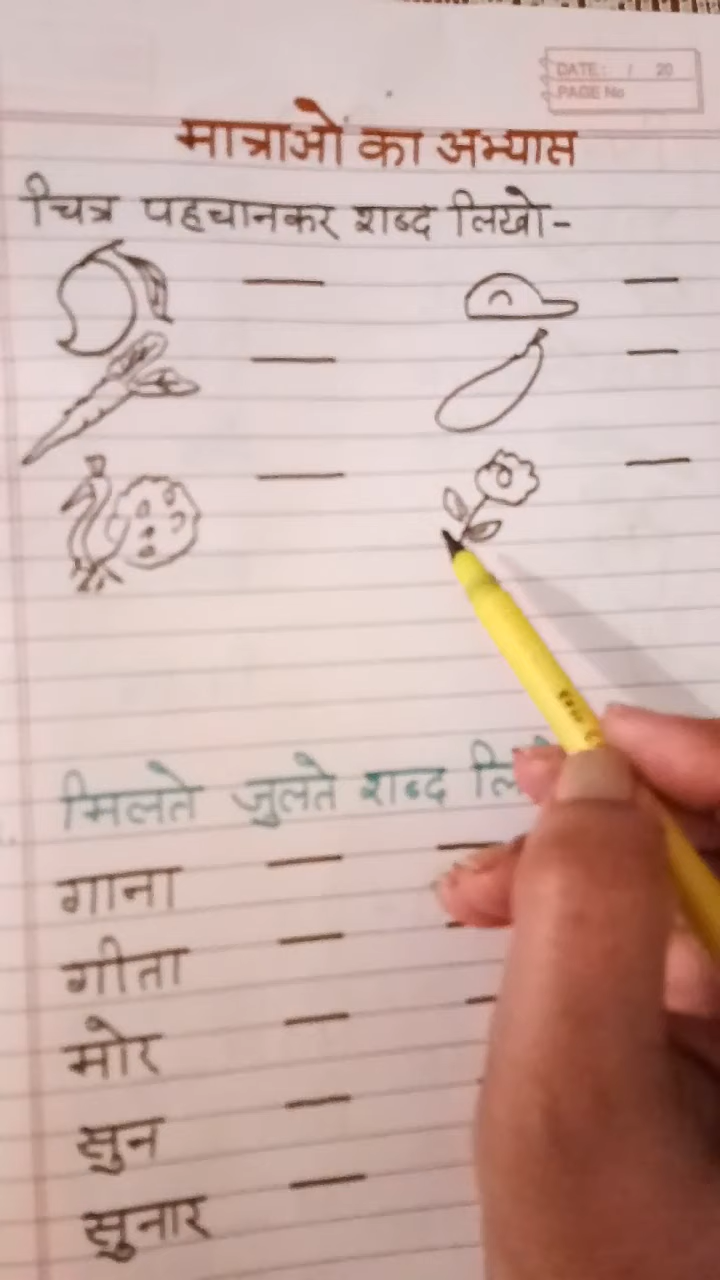 DATE: / 20
PAGE No
मात्राओं का अभ्यास
चित्र पहचानकर शब्द लिखो-
मिलते जुलते शब्द
गाना
गीता
मोर
सुन
सुनार